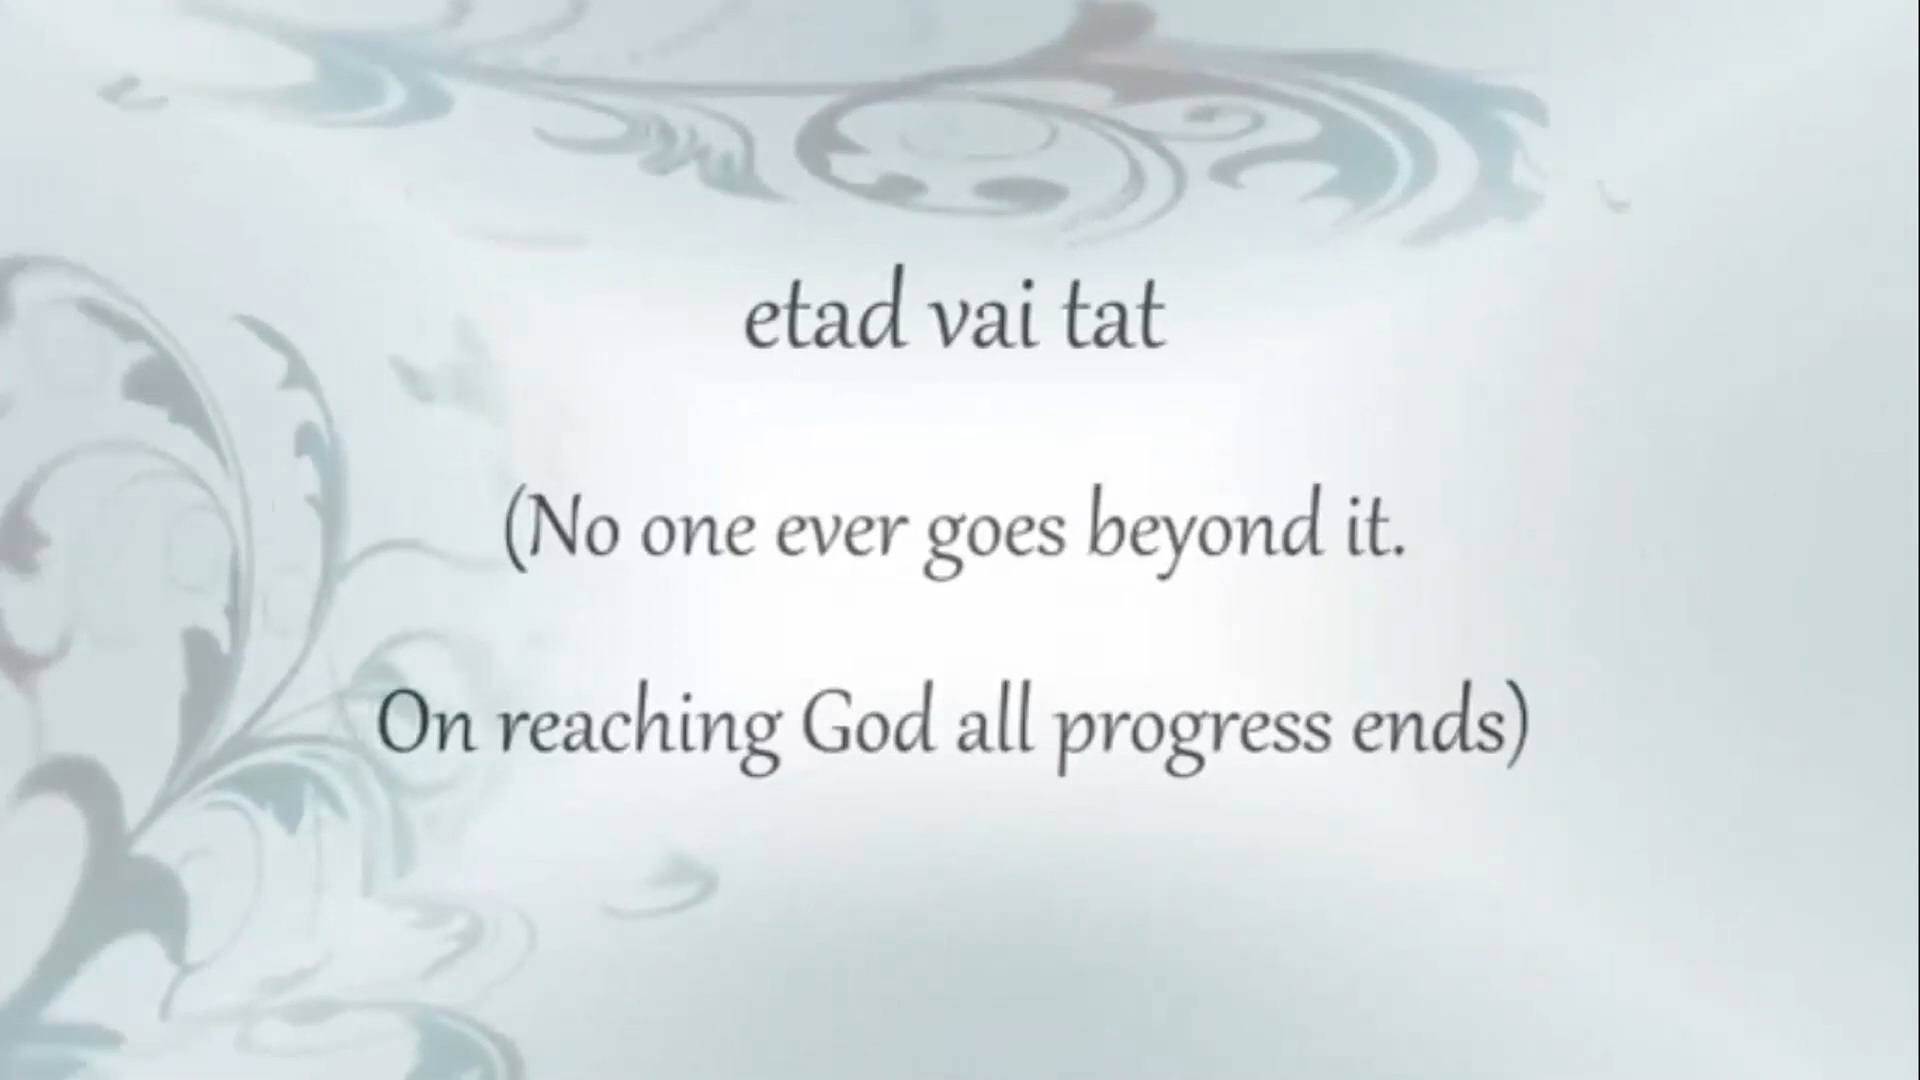 etad vai tat
(No one ever goes beyond it.
On reaching God all progress ends)